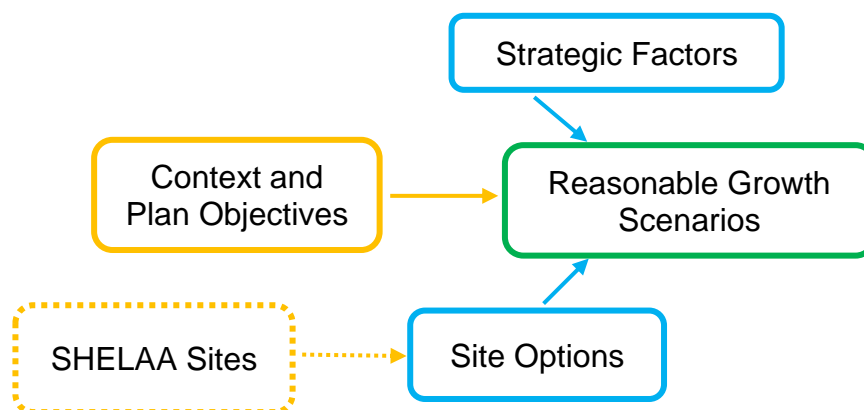 Strategic Factors
Context and
Plan Objectives
Reasonable Growth
Scenarios
SHELAA Sites
Site Options